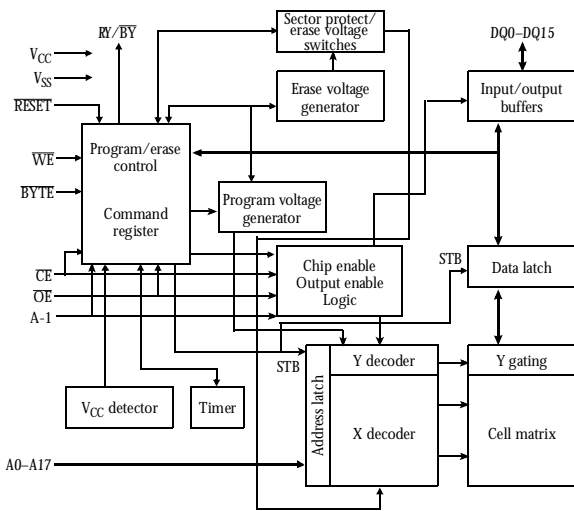 Sector protect/
erase voltage
switches
RY/BY
DQ0–DQ15
VCC
VSS
Erase voltage
generator
Input/output
buffers
RESET
Program/erase
control
WE
BYTE
Command
register
Program voltage
generator
STB
CE
Chip enable
Output enable
Logic
Data latch
OE
A-1
STB
Address latch
Y decoder
Y gating
VCC detector
Timer
X decoder
Cell matrix
A0–A17